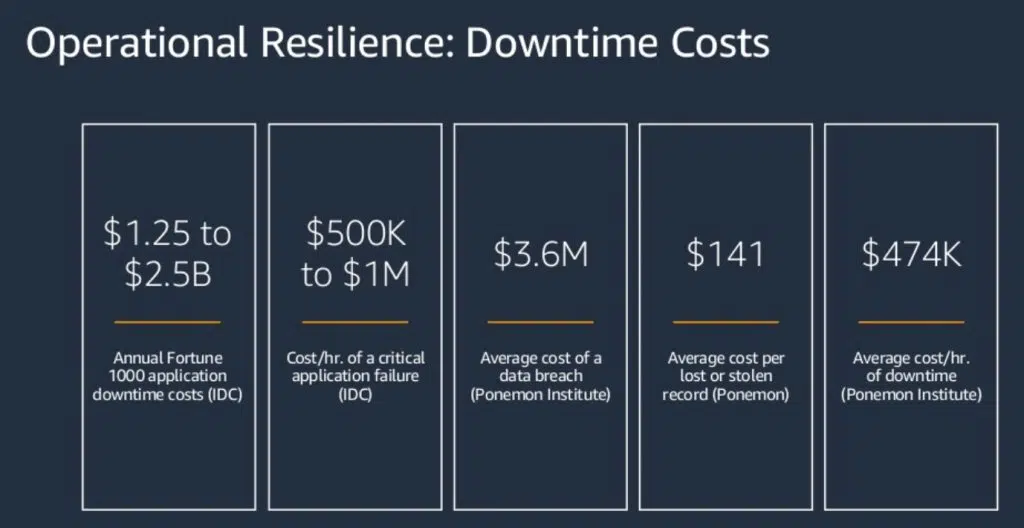 Operational Resilience: Downtime Costs
$1.25 to
$2.5B
Annual Fortune
1000 application
downtime costs (IDC)
$500K
to $1M
Cost/hr. of a critical
application failure
(IDC)
$3.6M
Average cost of a
data breach
(Ponemon Institute)
$141
Average cost per
lost or stolen
record (Ponemon)
$474K
Average cost/hr.
of downtime
(Ponemon Institute)